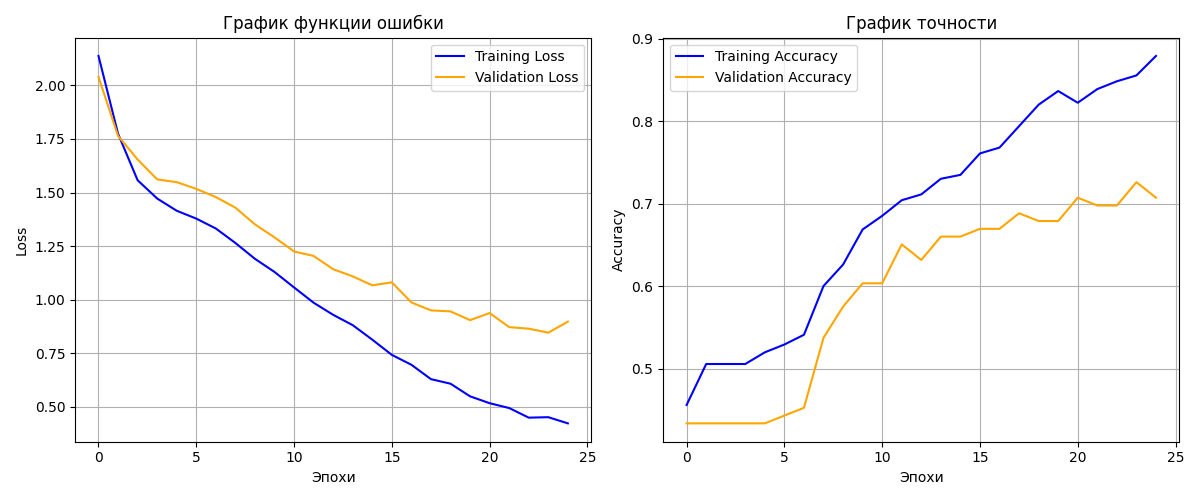 График функции ошибки
Training Loss
Validation Loss
2.00
1.75
1.50
1.25
1.00
0.75
0.50
Loss
0 5 10 15 20 25
Эпохи
График точности
Training Accuracy
Validation Accuracy
0.9
0.8
0.7
0.6
0.5
Accuracy
0 5 10 15 20 25
Эпохи